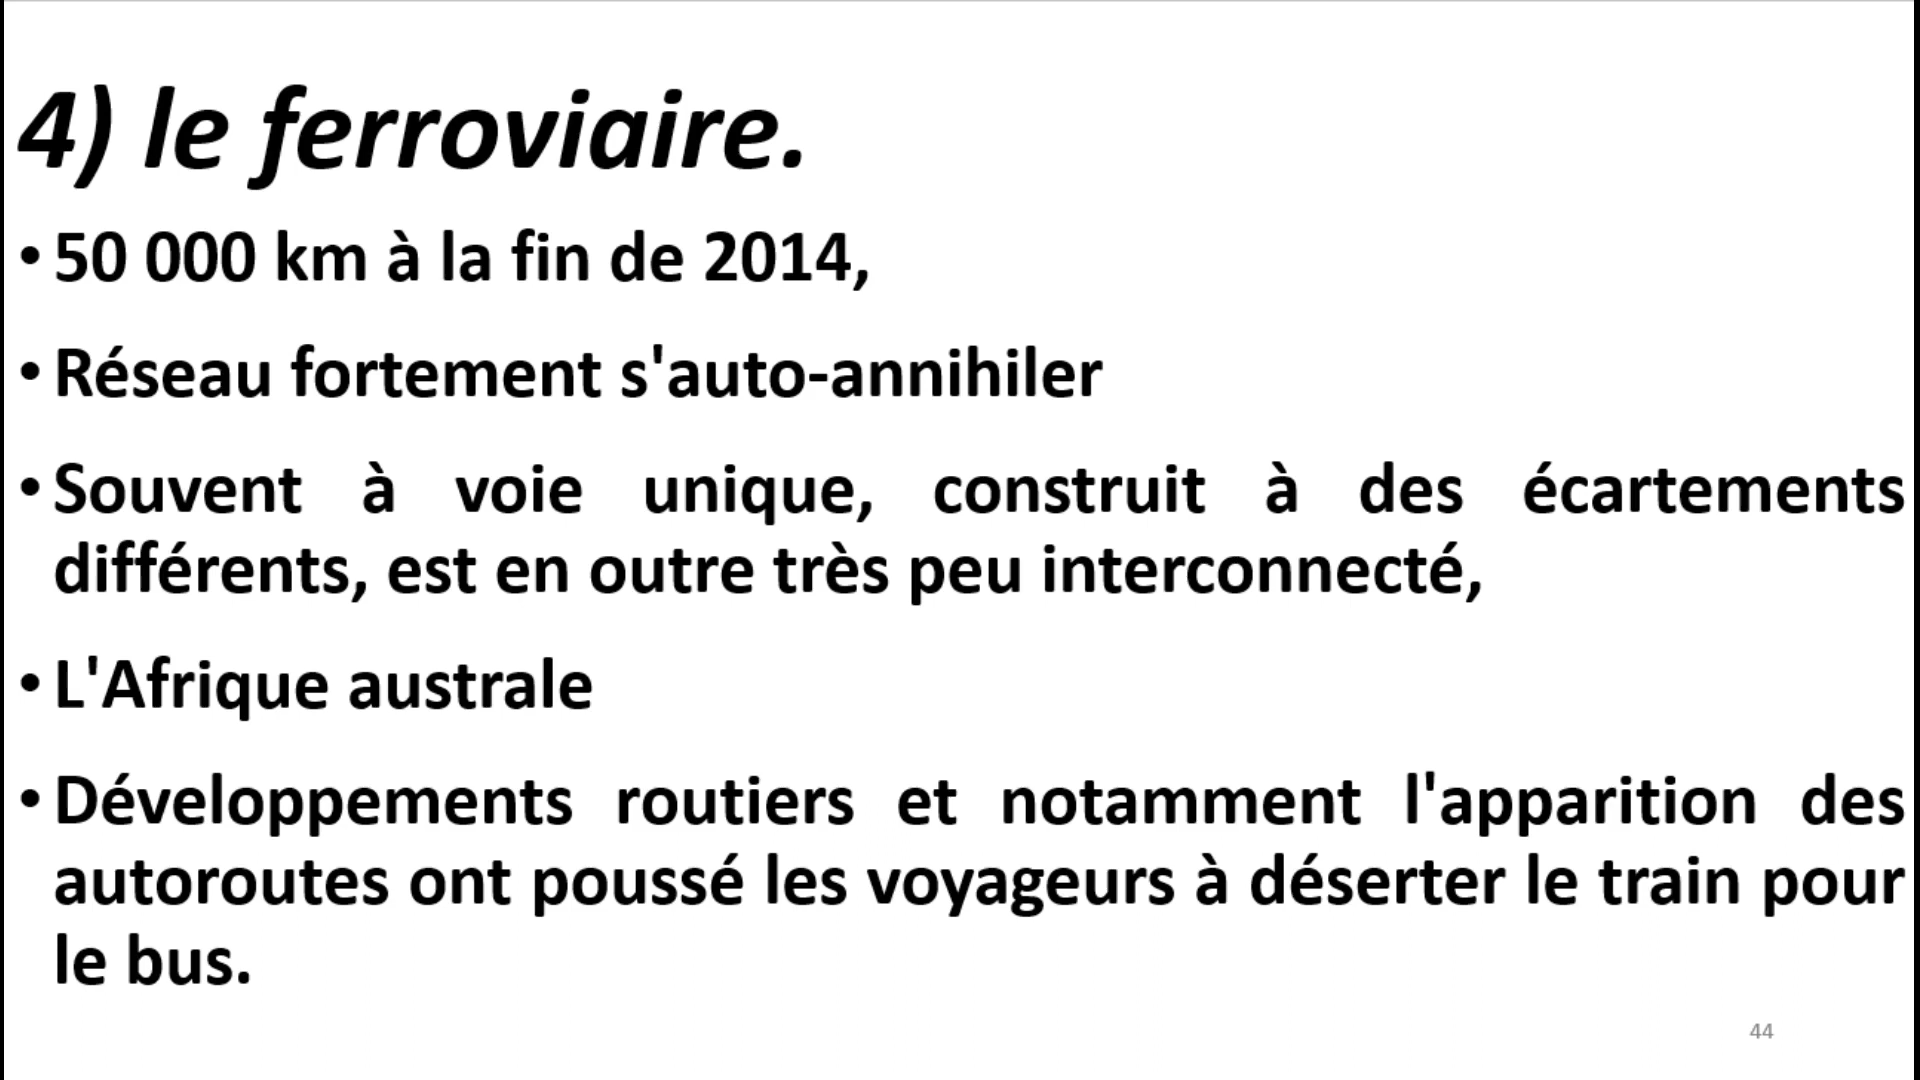 4) le ferroviaire.
• 50 000 km à la fin de 2014,
• Réseau fortement s'auto-annihiler
• Souvent à voie unique, construit à des écartements
différents, est en outre très peu interconnecté,
• L'Afrique australe
• Développements routiers et notamment l'apparition des
autoroutes ont poussé les voyageurs à déserter le train pour
le bus.
44